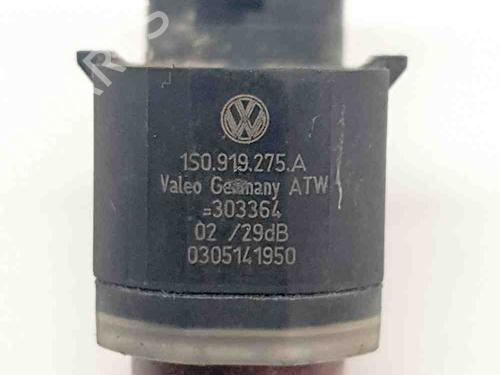 1S0.919.275.A
Valeo Germany ATW
=303364
02 /29dB
0305141950